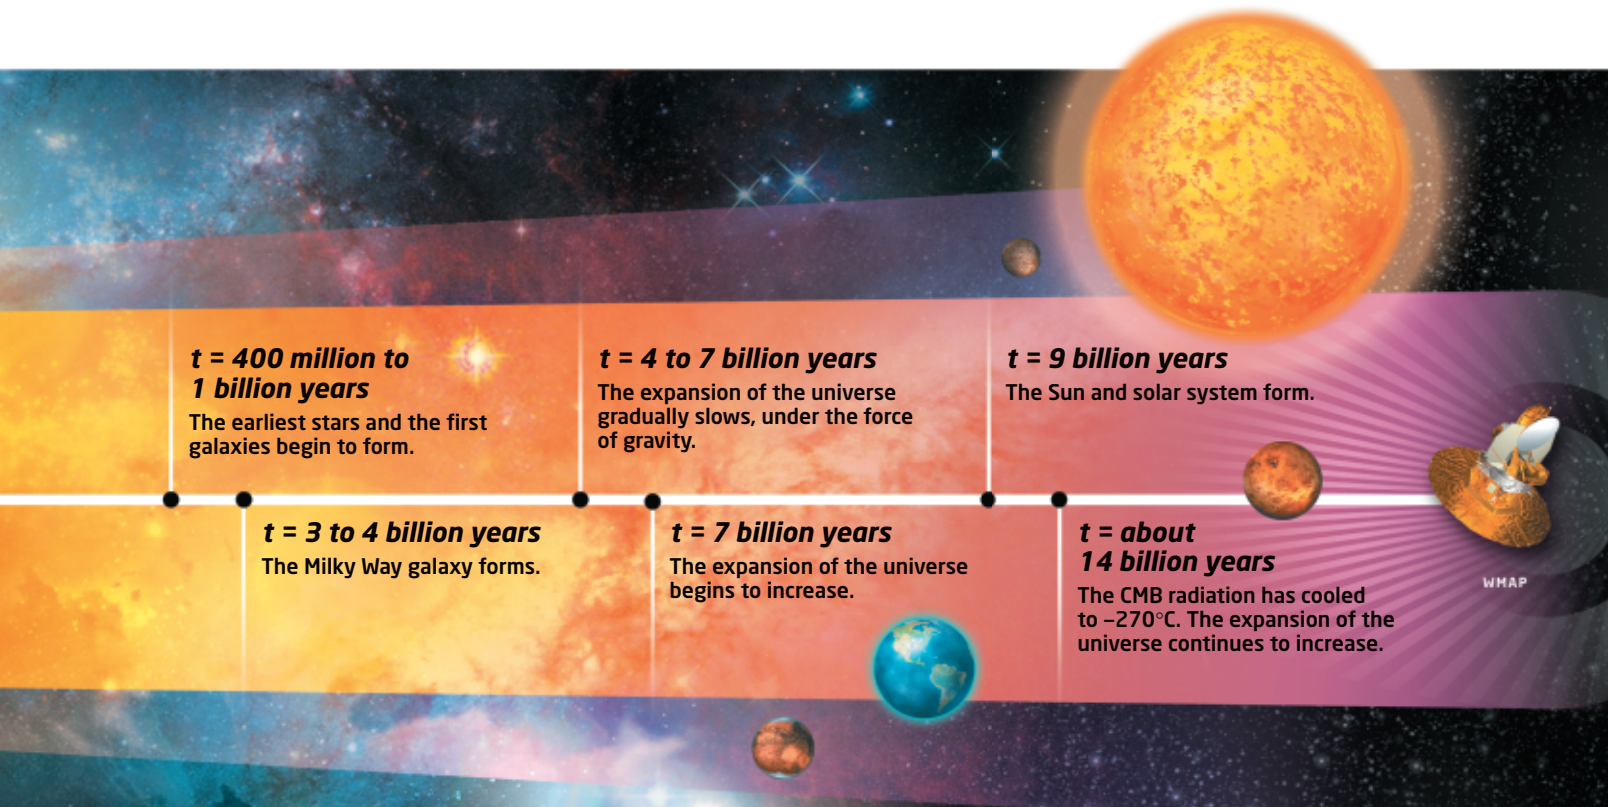 t = 400 million to
1 billion years
The earliest stars and the first
galaxies begin to form.
t = 3 to 4 billion years
The Milky Way galaxy forms.
t = 4 to 7 billion years
The expansion of the universe
gradually slows, under the force
of gravity.
t = 7 billion years
The expansion of the universe
begins to increase.
t = 9 billion years
The Sun and solar system form.
t = about
14 billion years
The CMB radiation has cooled
to –270°C. The expansion of the
universe continues to increase.
WMAP